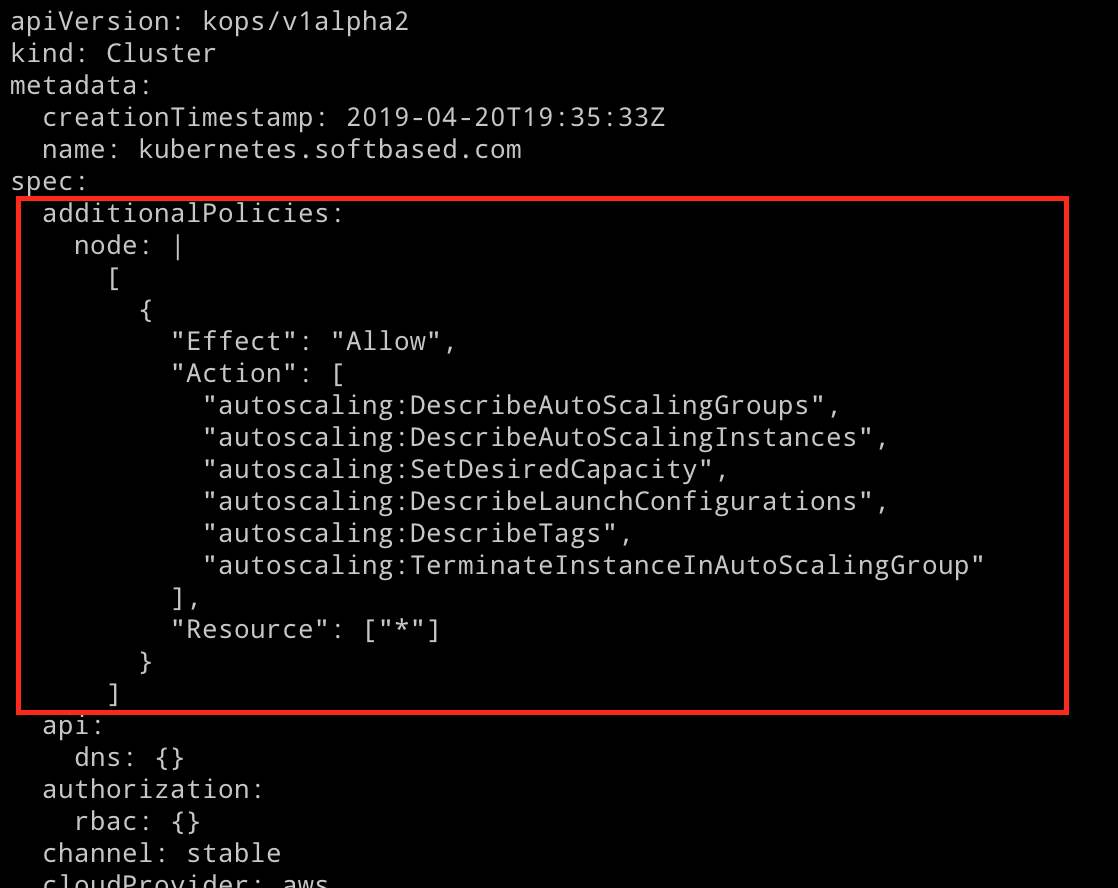 apiVersion: kops/v1alpha2
kind: Cluster
metadata:
  creationTimestamp: 2019-04-20T19:35:33Z
  name: kubernetes.softbased.com
spec:
  additionalPolicies:
    node: |
      [
        {
          "Effect": "Allow",
          "Action": [
            "autoscaling:DescribeAutoScalingGroups",
            "autoscaling:DescribeAutoScalingInstances",
            "autoscaling:SetDesiredCapacity",
            "autoscaling:DescribeLaunchConfigurations",
            "autoscaling:DescribeTags",
            "autoscaling:TerminateInstanceInAutoScalingGroup"
          ],
          "Resource": ["*"]
        }
      ]
  api:
    dns: {}
  authorization:
    rbac: {}
  channel: stable
  cloudProvider: aws